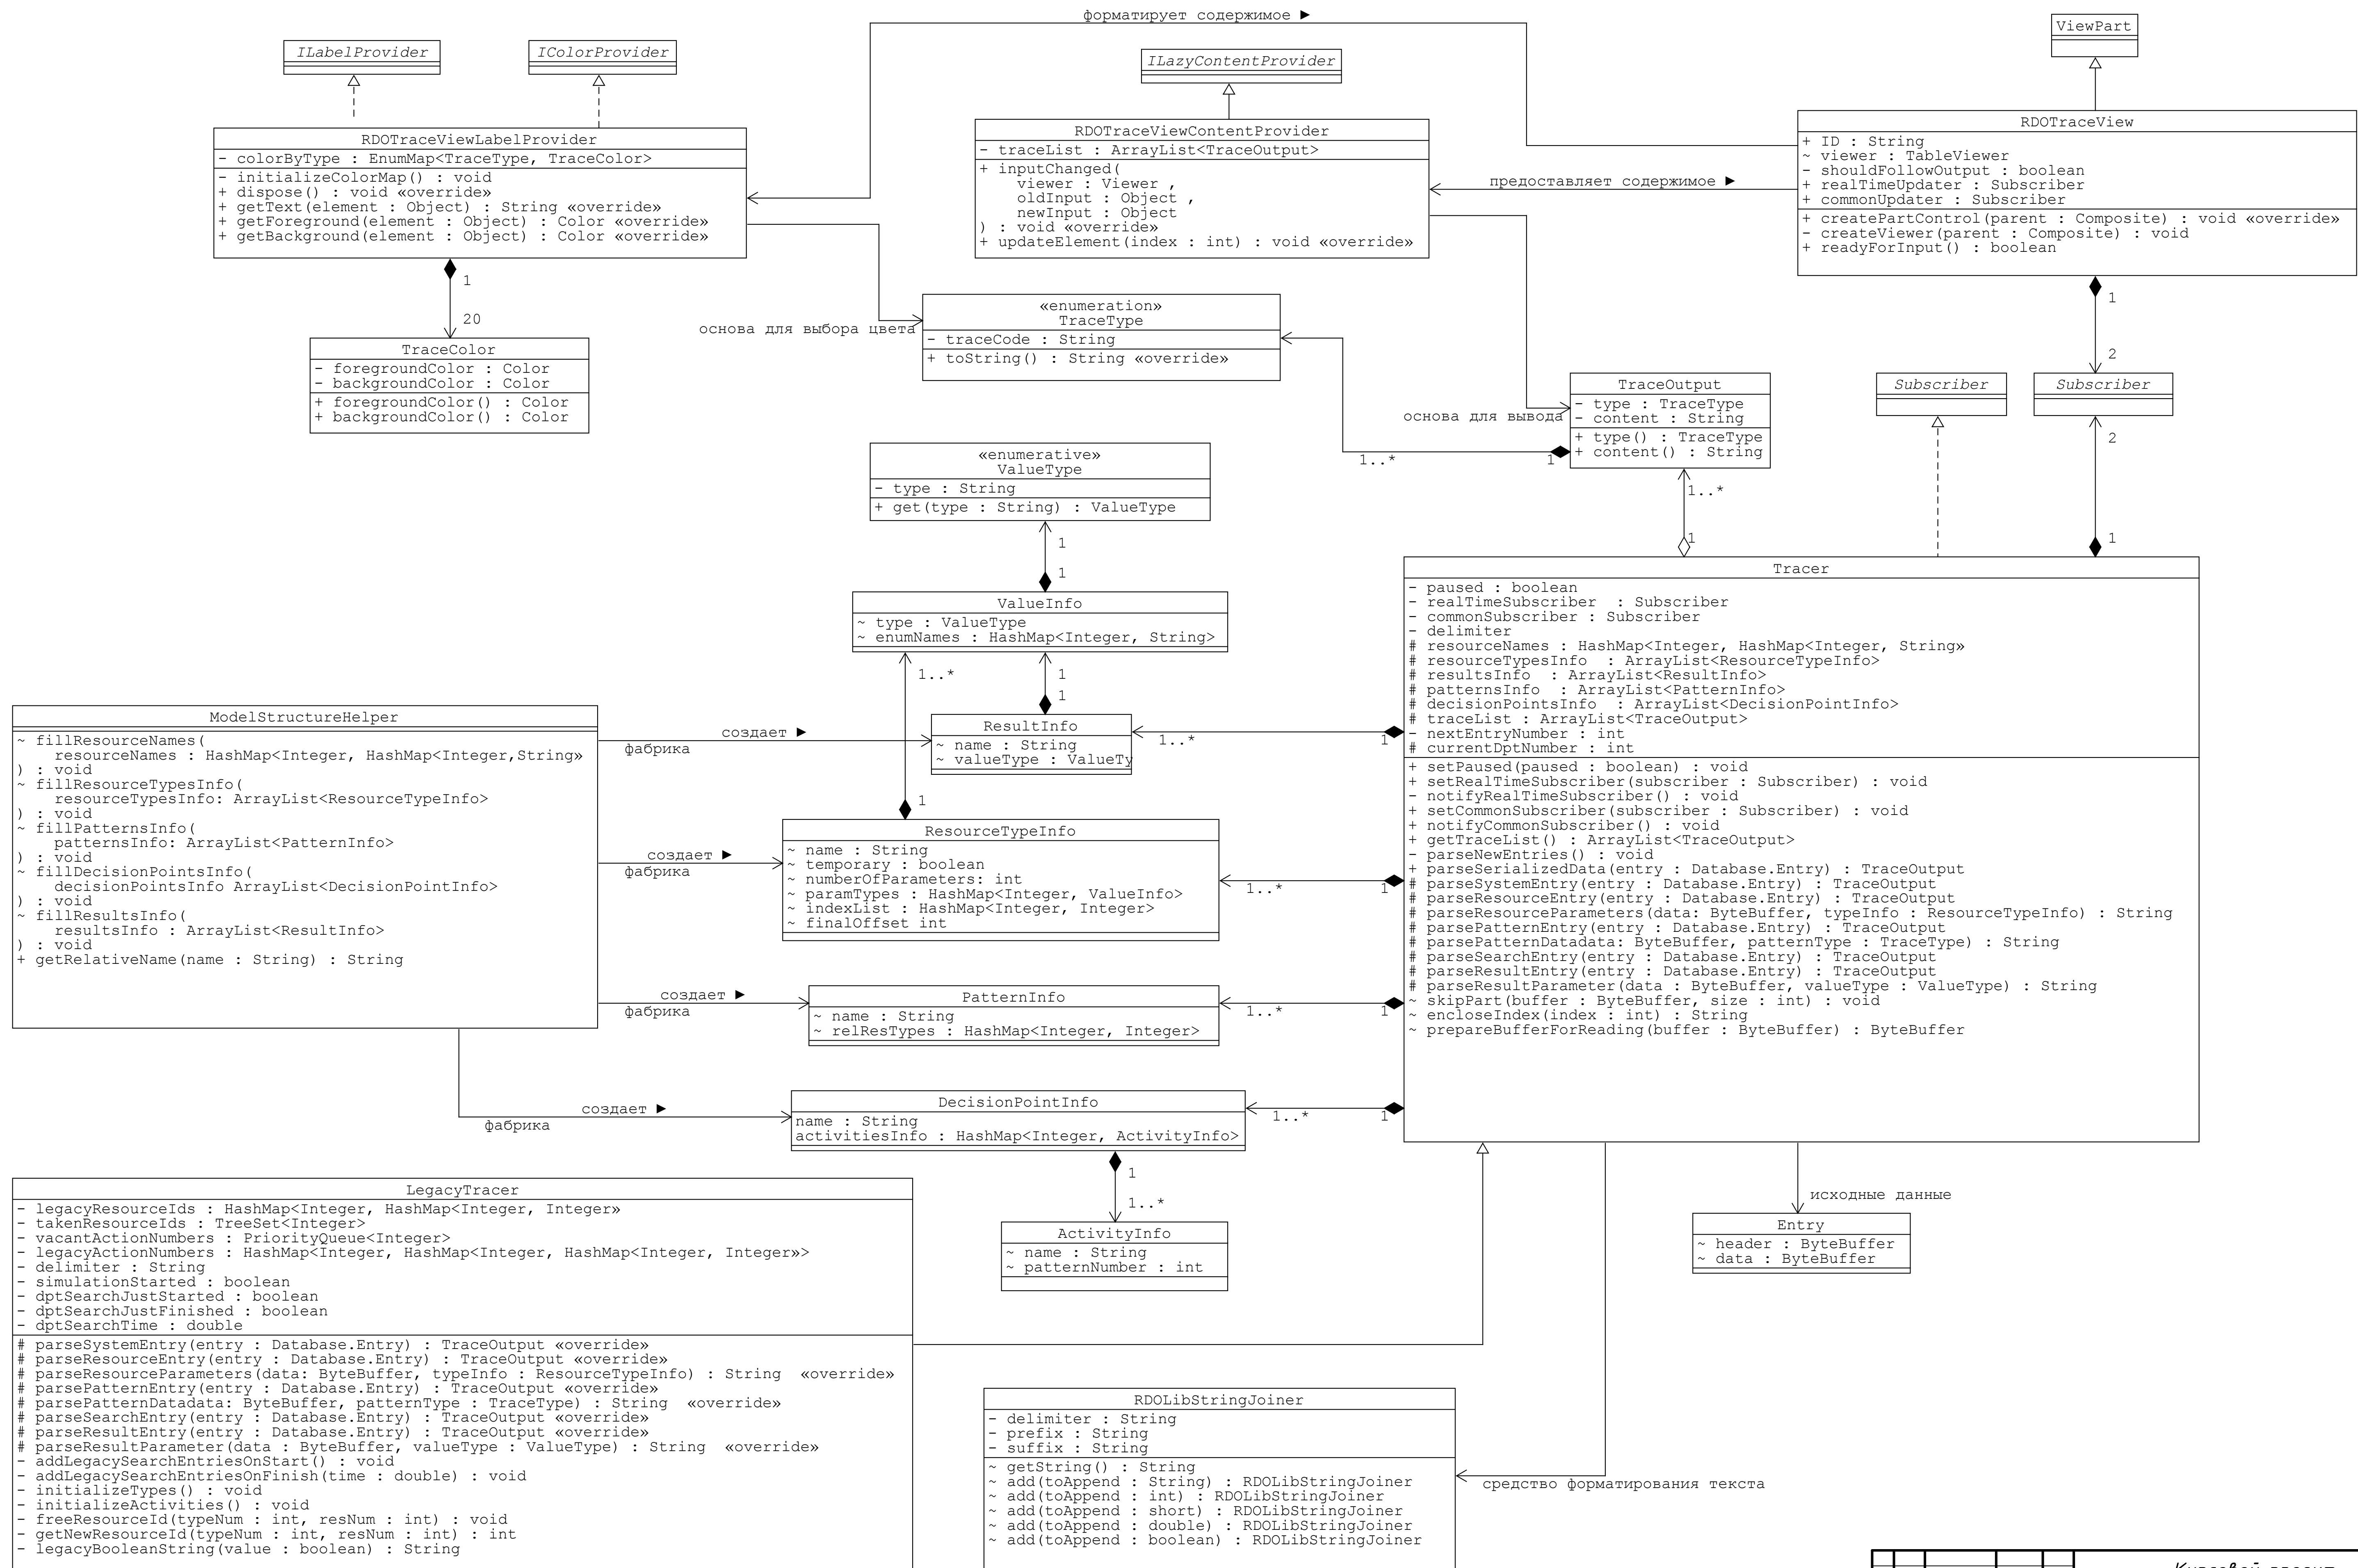 форматирует содержимое ►
ILabelProvider
IColorProvider
ILazyContentProvider
ViewPart
RDOTraceViewLabelProvider
- colorByType : EnumMap<TraceType, TraceColor>
- initializeColorMap() : void
+ dispose() : void «override»
+ getText(element : Object) : String «override»
+ getForeground(element : Object) : Color «override»
+ getBackground(element : Object) : Color «override»
RDOTraceViewContentProvider
- traceList : ArrayList<TraceOutput>
+ inputChanged(
viewer : Viewer ,
oldInput : Object ,
newInput : Object
) : void «override»
+ updateElement(index : int) : void «override»
предоставляет содержимое ►
RDOTraceView
+ ID : String
~ viewer : TableViewer
- shouldFollowOutput : boolean
+ realTimeUpdater : Subscriber
+ commonUpdater : Subscriber
+ createPartControl(parent : Composite) : void «override»
- createViewer(parent : Composite) : void
+ readyForInput() : boolean
1
20
TraceColor
- foregroundColor : Color
- backgroundColor : Color
+ foregroundColor() : Color
+ backgroundColor() : Color
основа для выбора цвета
«enumeration»
TraceType
- traceCode : String
+ toString() : String «override»
1
2
основа для вывода
TraceOutput
- type : TraceType
- content : String
+ type() : TraceType
+ content() : String
1..*
1
Subscriber
Subscriber
2
1
1..*
1
«enumerative»
ValueType
- type : String
+ get(type : String) : ValueType
1
1
ValueInfo
~ type : ValueType
~ enumNames : HashMap<Integer, String>
1..*
1
1
1
ModelStructureHelper
~ fillResourceNames(
resourceNames : HashMap<Integer, HashMap<Integer,String»
) : void
~ fillResourceTypesInfo(
resourceTypesInfo: ArrayList<ResourceTypeInfo>
) : void
~ fillPatternsInfo(
patternsInfo: ArrayList<PatternInfo>
) : void
~ fillDecisionPointsInfo(
decisionPointsInfo ArrayList<DecisionPointInfo>
) : void
~ fillResultsInfo(
resultsInfo : ArrayList<ResultInfo>
) : void
+ getRelativeName(name : String) : String
создает ►
фабрика
ResultInfo
~ name : String
~ valueType : ValueTy
1..*
1
создает ►
фабрика
ResourceTypeInfo
~ name : String
~ temporary : boolean
~ numberOfParameters: int
~ paramTypes : HashMap<Integer, ValueInfo>
~ indexList : HashMap<Integer, Integer>
~ finalOffset int
1..*
1
создает ►
фабрика
PatternInfo
~ name : String
~ relResTypes : HashMap<Integer, Integer>
1..*
1
создает ►
фабрика
DecisionPointInfo
name : String
activitiesInfo : HashMap<Integer, ActivityInfo>
1..*
1
1
1..*
ActivityInfo
~ name : String
~ patternNumber : int
Tracer
- paused : boolean
- realTimeSubscriber  : Subscriber
- commonSubscriber : Subscriber
- delimiter
# resourceNames : HashMap<Integer, HashMap<Integer, String»
# resourceTypesInfo  : ArrayList<ResourceTypeInfo>
# resultsInfo  : ArrayList<ResultInfo>
# patternsInfo  : ArrayList<PatternInfo>
# decisionPointsInfo  : ArrayList<DecisionPointInfo>
# traceList : ArrayList<TraceOutput>
- nextEntryNumber : int
# currentDptNumber : int
+ setPaused(paused : boolean) : void
+ setRealTimeSubscriber(subscriber : Subscriber) : void
- notifyRealTimeSubscriber() : void
+ setCommonSubscriber(subscriber : Subscriber) : void
+ notifyCommonSubscriber() : void
+ getTraceList() : ArrayList<TraceOutput>
- parseNewEntries() : void
+ parseSerializedData(entry : Database.Entry) : TraceOutput
# parseSystemEntry(entry : Database.Entry) : TraceOutput
# parseResourceEntry(entry : Database.Entry) : TraceOutput
# parseResourceParameters(data: ByteBuffer, typeInfo : ResourceTypeInfo) : String
# parsePatternEntry(entry : Database.Entry) : TraceOutput
# parsePatternDatadata: ByteBuffer, patternType : TraceType) : String
# parseSearchEntry(entry : Database.Entry) : TraceOutput
# parseResultEntry(entry : Database.Entry) : TraceOutput
# parseResultParameter(data : ByteBuffer, valueType : ValueType) : String
~ skipPart(buffer : ByteBuffer, size : int) : void
~ encloseIndex(index : int) : String
~ prepareBufferForReading(buffer : ByteBuffer) : ByteBuffer
исходные данные
Entry
~ header : ByteBuffer
~ data : ByteBuffer
LegacyTracer
- legacyResourceIds : HashMap<Integer, HashMap<Integer, Integer»
- takenResourceIds : TreeSet<Integer>
- vacantActionNumbers : PriorityQueue<Integer>
- legacyActionNumbers : HashMap<Integer, HashMap<Integer, HashMap<Integer, Integer»>
- delimiter : String
- simulationStarted : boolean
- dptSearchJustStarted : boolean
- dptSearchJustFinished : boolean
- dptSearchTime : double
# parseSystemEntry(entry : Database.Entry) : TraceOutput «override»
# parseResourceEntry(entry : Database.Entry) : TraceOutput «override»
# parseResourceParameters(data: ByteBuffer, typeInfo : ResourceTypeInfo) : String  «override»
# parsePatternEntry(entry : Database.Entry) : TraceOutput «override»
# parsePatternDatadata: ByteBuffer, patternType : TraceType) : String  «override»
# parseSearchEntry(entry : Database.Entry) : TraceOutput «override»
# parseResultEntry(entry : Database.Entry) : TraceOutput «override»
# parseResultParameter(data : ByteBuffer, valueType : ValueType) : String  «override»
- addLegacySearchEntriesOnStart() : void
- addLegacySearchEntriesOnFinish(time : double) : void
- initializeTypes() : void
- initializeActivities() : void
- freeResourceId(typeNum : int, resNum : int) : void
- getNewResourceId(typeNum : int, resNum : int) : int
- legacyBooleanString(value : boolean) : String
RDOLibStringJoiner
- delimiter : String
- prefix : String
- suffix : String
~ getString() : String
~ add(toAppend : String) : RDOLibStringJoiner
~ add(toAppend : int) : RDOLibStringJoiner
~ add(toAppend : short) : RDOLibStringJoiner
~ add(toAppend : double) : RDOLibStringJoiner
~ add(toAppend : boolean) : RDOLibStringJoiner
средство форматирования текста
Курсовой проект